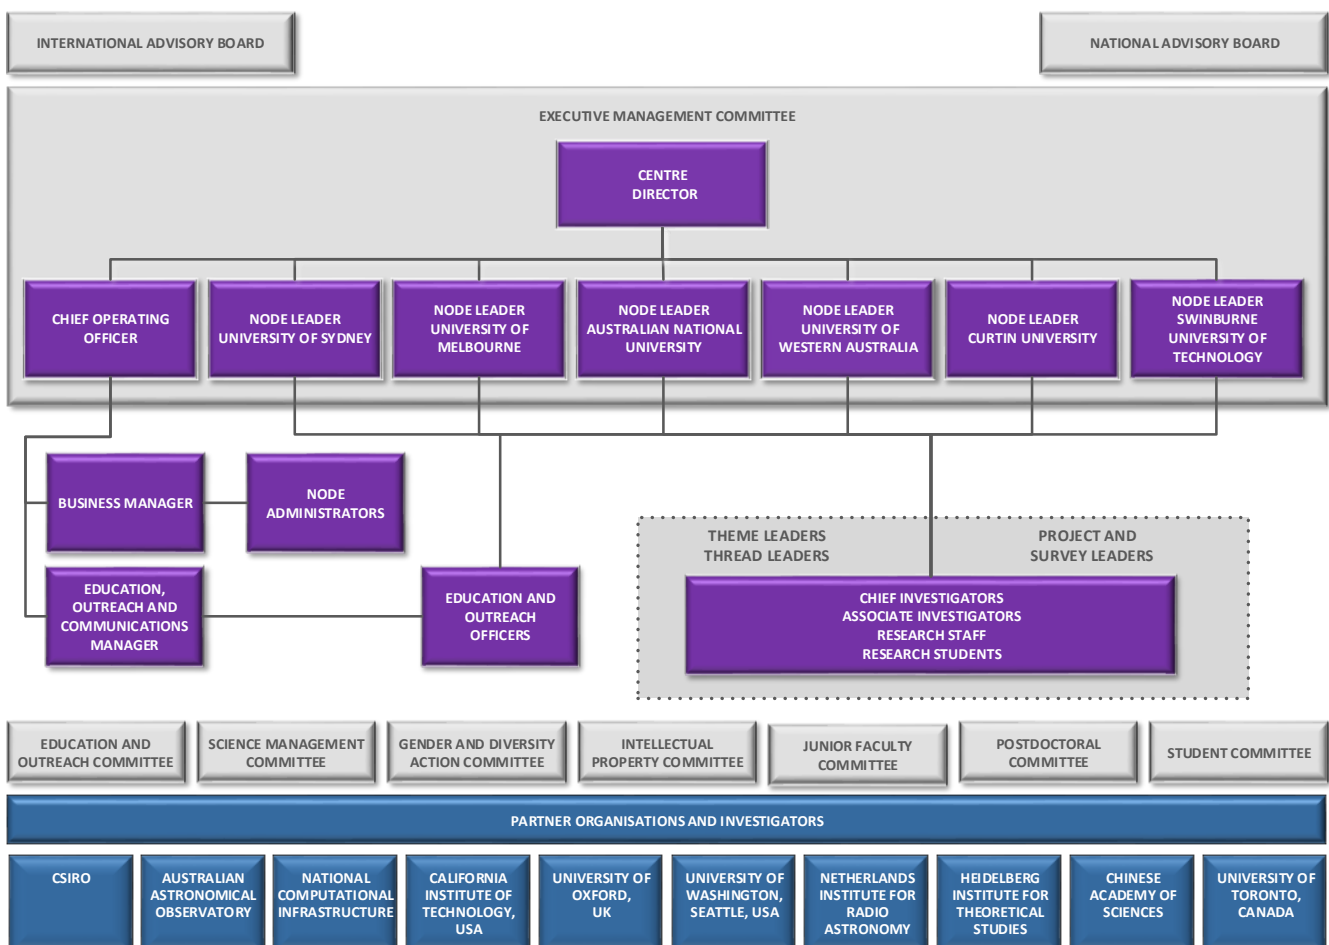 INTERNATIONAL ADVISORY BOARD
NATIONAL ADVISORY BOARD
EXECUTIVE MANAGEMENT COMMITTEE
CENTRE
DIRECTOR
CHIEF OPERATING
OFFICER
NODE LEADER
UNIVERSITY OF SYDNEY
NODE LEADER
UNIVERSITY OF
MELBOURNE
NODE LEADER
AUSTRALIAN NATIONAL
UNIVERSITY
NODE LEADER
UNIVERSITY OF
WESTERN AUSTRALIA
NODE LEADER
CURTIN UNIVERSITY
NODE LEADER
SWINBURNE
UNIVERSITY OF
TECHNOLOGY
BUSINESS MANAGER
NODE
ADMINISTRATORS
EDUCATION,
OUTREACH AND
COMMUNICATIONS
MANAGER
EDUCATION AND
OUTREACH
OFFICERS
THEME LEADERS
THREAD LEADERS
PROJECT AND
SURVEY LEADERS
CHIEF INVESTIGATORS
ASSOCIATE INVESTIGATORS
RESEARCH STAFF
RESEARCH STUDENTS
EDUCATION AND
OUTREACH COMMITTEE
SCIENCE MANAGEMENT
COMMITTEE
GENDER AND DIVERSITY
ACTION COMMITTEE
INTELLECTUAL
PROPERTY COMMITTEE
JUNIOR FACULTY
COMMITTEE
POSTDOCTORAL
COMMITTEE
STUDENT COMMITTEE
PARTNER ORGANISATIONS AND INVESTIGATORS
CSIRO
AUSTRALIAN
ASTRONOMICAL
OBSERVATORY
NATIONAL
COMPUTATIONAL
INFRASTRUCTURE
CALIFORNIA
INSTITUTE OF
TECHNOLOGY,
USA
UNIVERSITY OF
OXFORD,
UK
UNIVERSITY OF
WASHINGTON,
SEATTLE, USA
NETHERLANDS
INSTITUTE FOR
RADIO
ASTRONOMY
HEIDELBERG
INSTITUTE FOR
THEORETICAL
STUDIES
CHINESE
ACADEMY OF
SCIENCES
UNIVERSITY OF
TORONTO,
CANADA